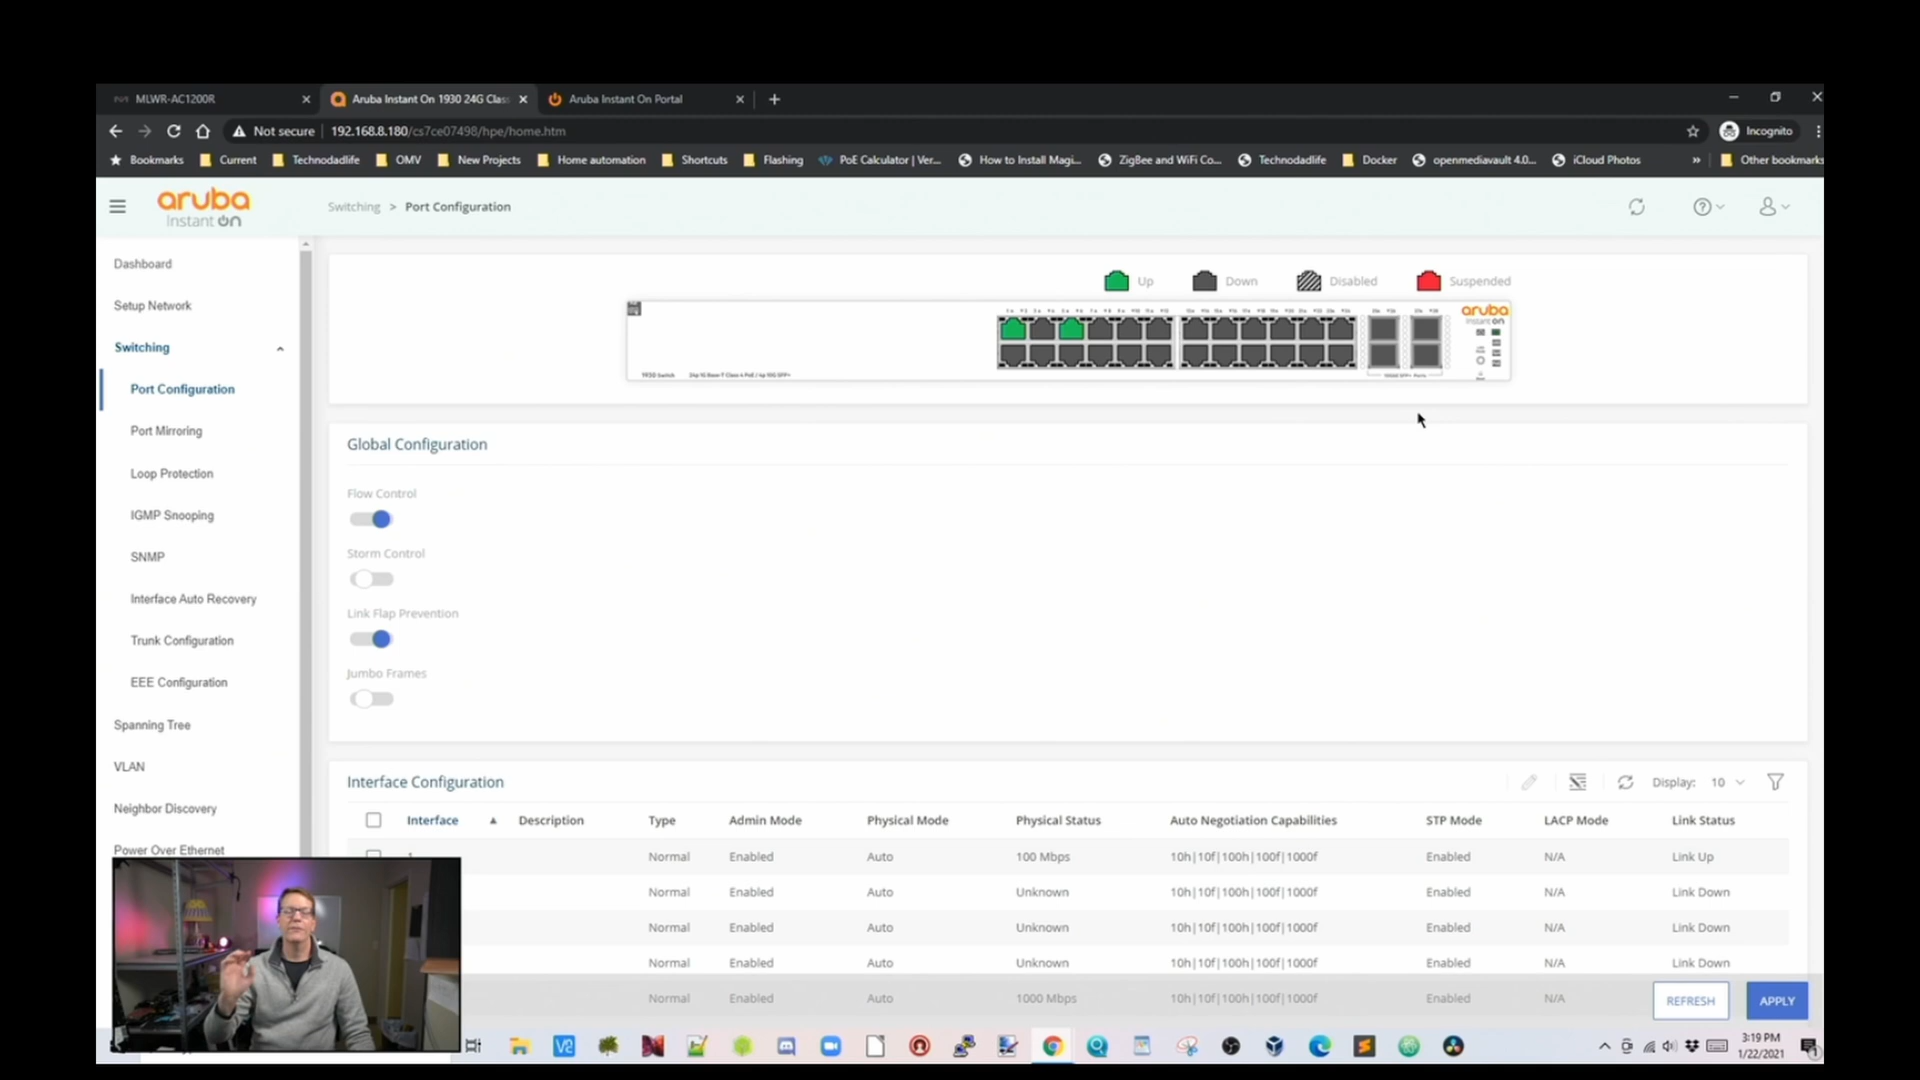 MLWR-AC1200R
Aruba Instant On 1930 24G Clas
Aruba Instant On Portal
Not secure
192.168.8.180/cs7ce07498/hpe/home.htm
Incognito
Bookmarks
Current
Technodadlife
OMV
New Projects
Home automation
Shortcuts
Flashing
PoE Calculator | Ver...
How to Install Magi...
ZigBee and WiFi Co...
Technodadlife
Docker
openmediavault 4.0...
iCloud Photos
»
Other bookmarks
aruba
Instant On
Switching > Port Configuration
Dashboard
Setup Network
Switching
Port Configuration
Port Mirroring
Loop Protection
IGMP Snooping
SNMP
Interface Auto Recovery
Trunk Configuration
EEE Configuration
Spanning Tree
VLAN
Neighbor Discovery
Power Over Ethernet
Up
Down
Disabled
Suspended
aruba
Instant On
1930 Switch
Global Configuration
Flow Control
Storm Control
Link Flap Prevention
Jumbo Frames
Interface Configuration
Display: 10
Interface Description Type Admin Mode Physical Mode Physical Status Auto Negotiation Capabilities STP Mode LACP Mode Link Status
Normal Enabled Auto 100 Mbps 10h|10f|100h|100f|1000f Enabled N/A Link Up
Normal Enabled Auto Unknown 10h|10f|100h|100f|1000f Enabled N/A Link Down
Normal Enabled Auto Unknown 10h|10f|100h|100f|1000f Enabled N/A Link Down
Normal Enabled Auto Unknown 10h|10f|100h|100f|1000f Enabled N/A Link Down
Normal Enabled Auto 1000 Mbps 10h|10f|100h|100f|1000f Enabled N/A
REFRESH
APPLY
3:19 PM
1/22/2021